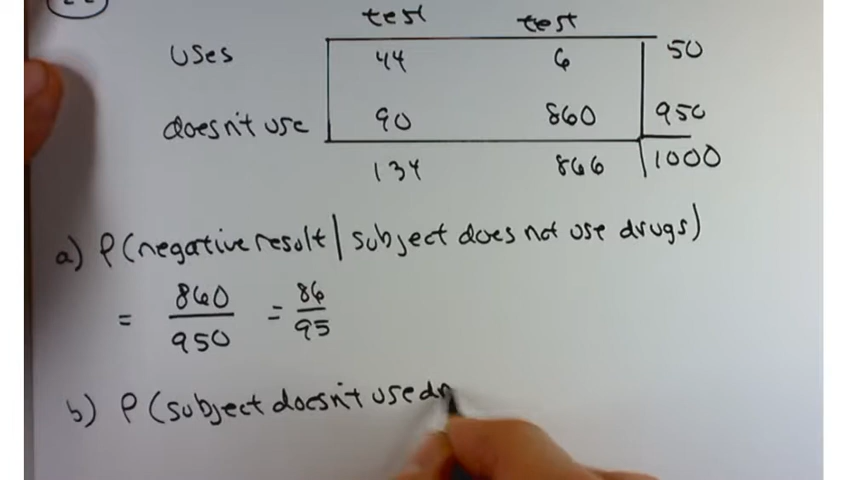 test test
uses 44 6 50
doesn't use 90 860 950
134 866 1000
a) P(negative result | subject does not use drugs)
= 860/950 = 86/95
b) P(subject doesn't use dr